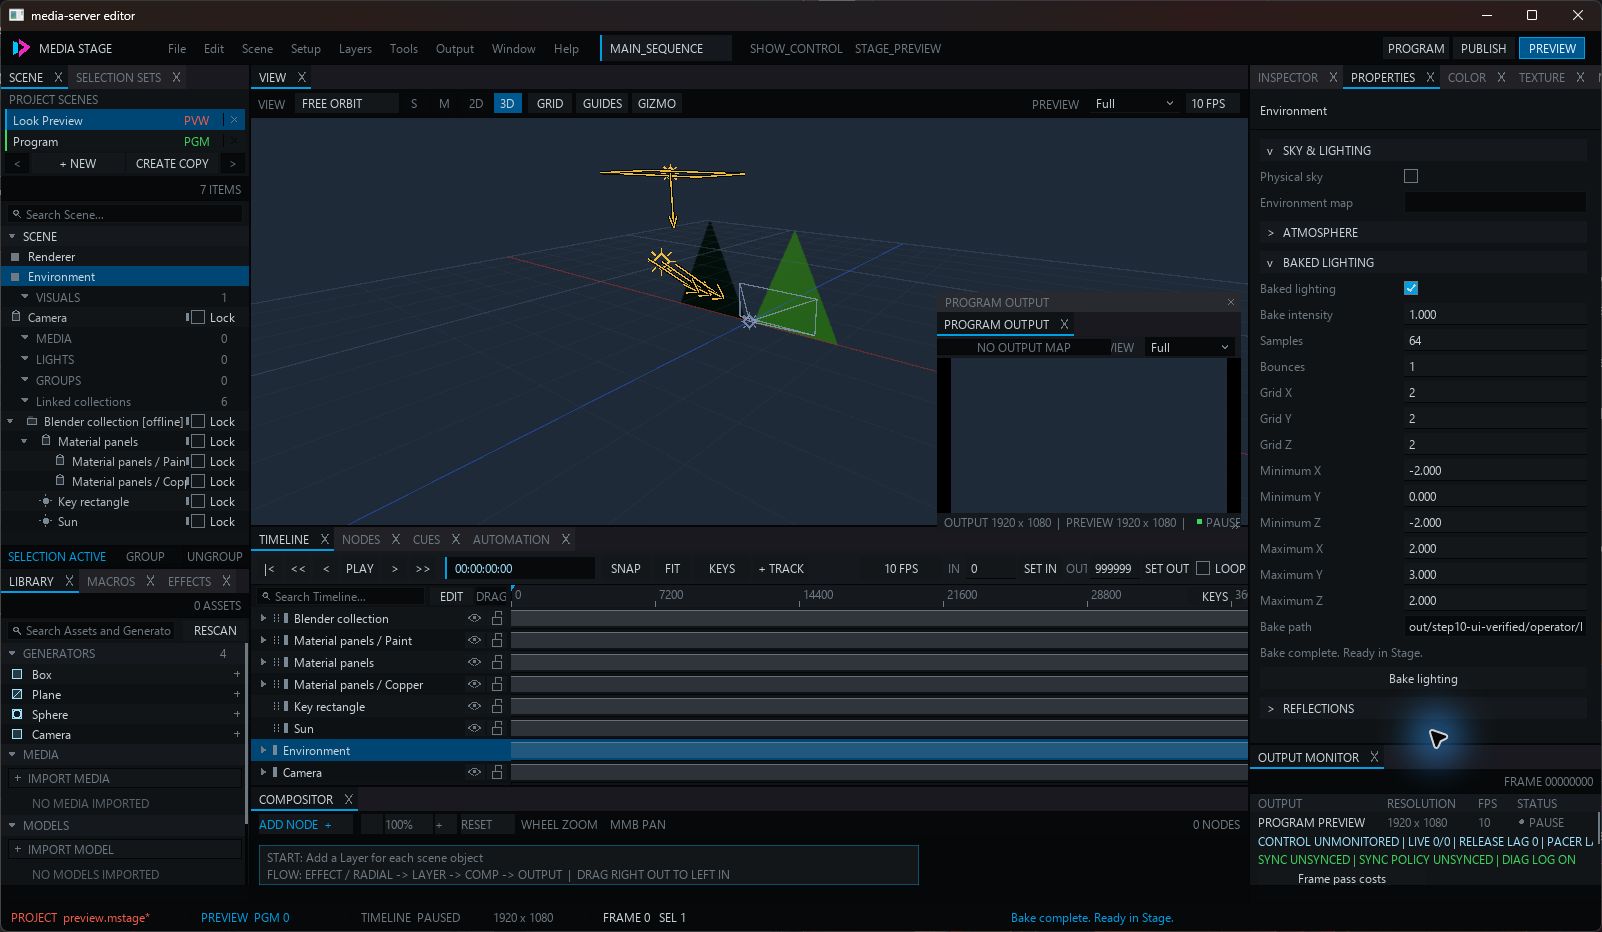 media-server editor
MEDIA STAGE File Edit Scene Setup Layers Tools Output Window Help MAIN_SEQUENCE SHOW_CONTROL STAGE_PREVIEW PROGRAM PUBLISH PREVIEW
SCENE X SELECTION SETS X
PROJECT SCENES
Look Preview PVW ×
Program PGM
< + NEW CREATE COPY >
7 ITEMS
Search Scene...
SCENE
Renderer
Environment
VISUALS 1
Camera Lock
MEDIA 0
LIGHTS 0
GROUPS 0
Linked collections 6
Blender collection [offline] Lock
Material panels Lock
Material panels / Pain Lock
Material panels / Copp Lock
Key rectangle Lock
Sun Lock
SELECTION ACTIVE GROUP UNGROUP
LIBRARY X MACROS X EFFECTS X
0 ASSETS
Search Assets and Generato RESCAN
GENERATORS 4
Box +
Plane +
Sphere +
Camera +
MEDIA
+ IMPORT MEDIA
NO MEDIA IMPORTED
MODELS
+ IMPORT MODEL
NO MODELS IMPORTED
VIEW X
VIEW FREE ORBIT S M 2D 3D GRID GUIDES GIZMO PREVIEW Full 10 FPS
PROGRAM OUTPUT ×
PROGRAM OUTPUT X
NO OUTPUT MAP VIEW Full
OUTPUT 1920 x 1080 | PREVIEW 1920 x 1080 | PAUSE
TIMELINE X NODES X CUES X AUTOMATION X
|< << < PLAY > >> 00:00:00:00 SNAP FIT KEYS + TRACK 10 FPS IN 0 SET IN OUT 999999 SET OUT LOOP
Search Timeline... EDIT DRAG 0 7200 14400 21600 28800 KEYS 360
Blender collection
Material panels / Paint
Material panels
Material panels / Copper
Key rectangle
Sun
Environment
Camera
COMPOSITOR X
ADD NODE + 100% + RESET WHEEL ZOOM MMB PAN 0 NODES
START: Add a Layer for each scene object
FLOW: EFFECT / RADIAL -> LAYER -> COMP -> OUTPUT | DRAG RIGHT OUT TO LEFT IN
INSPECTOR X PROPERTIES X COLOR X TEXTURE X
Environment
v SKY & LIGHTING
Physical sky
Environment map
> ATMOSPHERE
v BAKED LIGHTING
Baked lighting
Bake intensity 1.000
Samples 64
Bounces 1
Grid X 2
Grid Y 2
Grid Z 2
Minimum X -2.000
Minimum Y 0.000
Minimum Z -2.000
Maximum X 2.000
Maximum Y 3.000
Maximum Z 2.000
Bake path out/step10-ui-verified/operator/l
Bake complete. Ready in Stage.
Bake lighting
> REFLECTIONS
OUTPUT MONITOR X
FRAME 00000000
OUTPUT RESOLUTION FPS STATUS
PROGRAM PREVIEW 1920 x 1080 10 PAUSE
CONTROL UNMONITORED | LIVE 0/0 | RELEASE LAG 0 | PACER LA
SYNC UNSYNCED | SYNC POLICY UNSYNCED | DIAG LOG ON
Frame pass costs
PROJECT preview.mstage* PREVIEW PGM 0 TIMELINE PAUSED 1920 x 1080 FRAME 0 SEL 1 Bake complete. Ready in Stage.